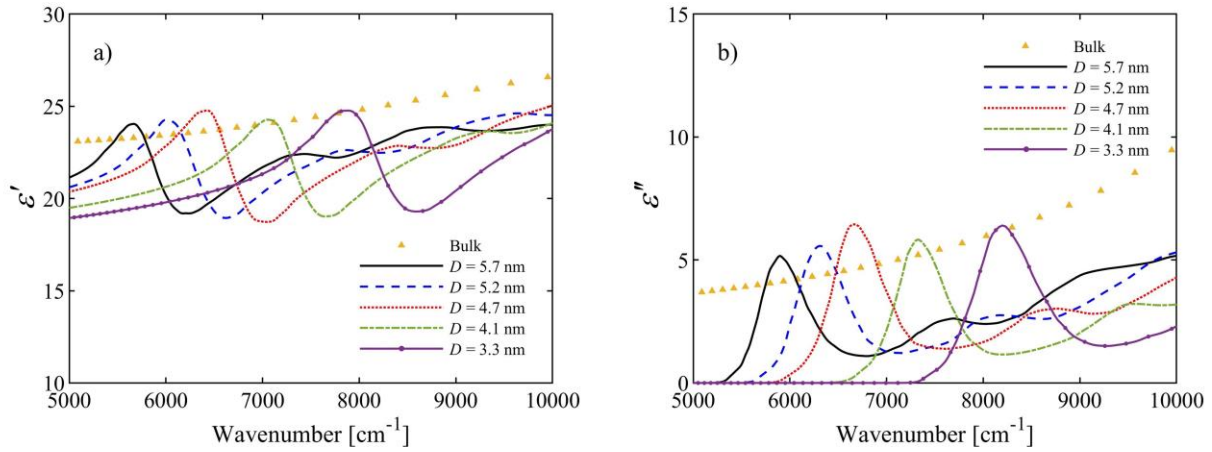 30
25
20
15
10
ε′
a)
Bulk
D = 5.7 nm
D = 5.2 nm
D = 4.7 nm
D = 4.1 nm
D = 3.3 nm
5000 6000 7000 8000 9000 10000
Wavenumber [cm⁻¹]
15
10
5
0
ε″
b)
Bulk
D = 5.7 nm
D = 5.2 nm
D = 4.7 nm
D = 4.1 nm
D = 3.3 nm
5000 6000 7000 8000 9000 10000
Wavenumber [cm⁻¹]